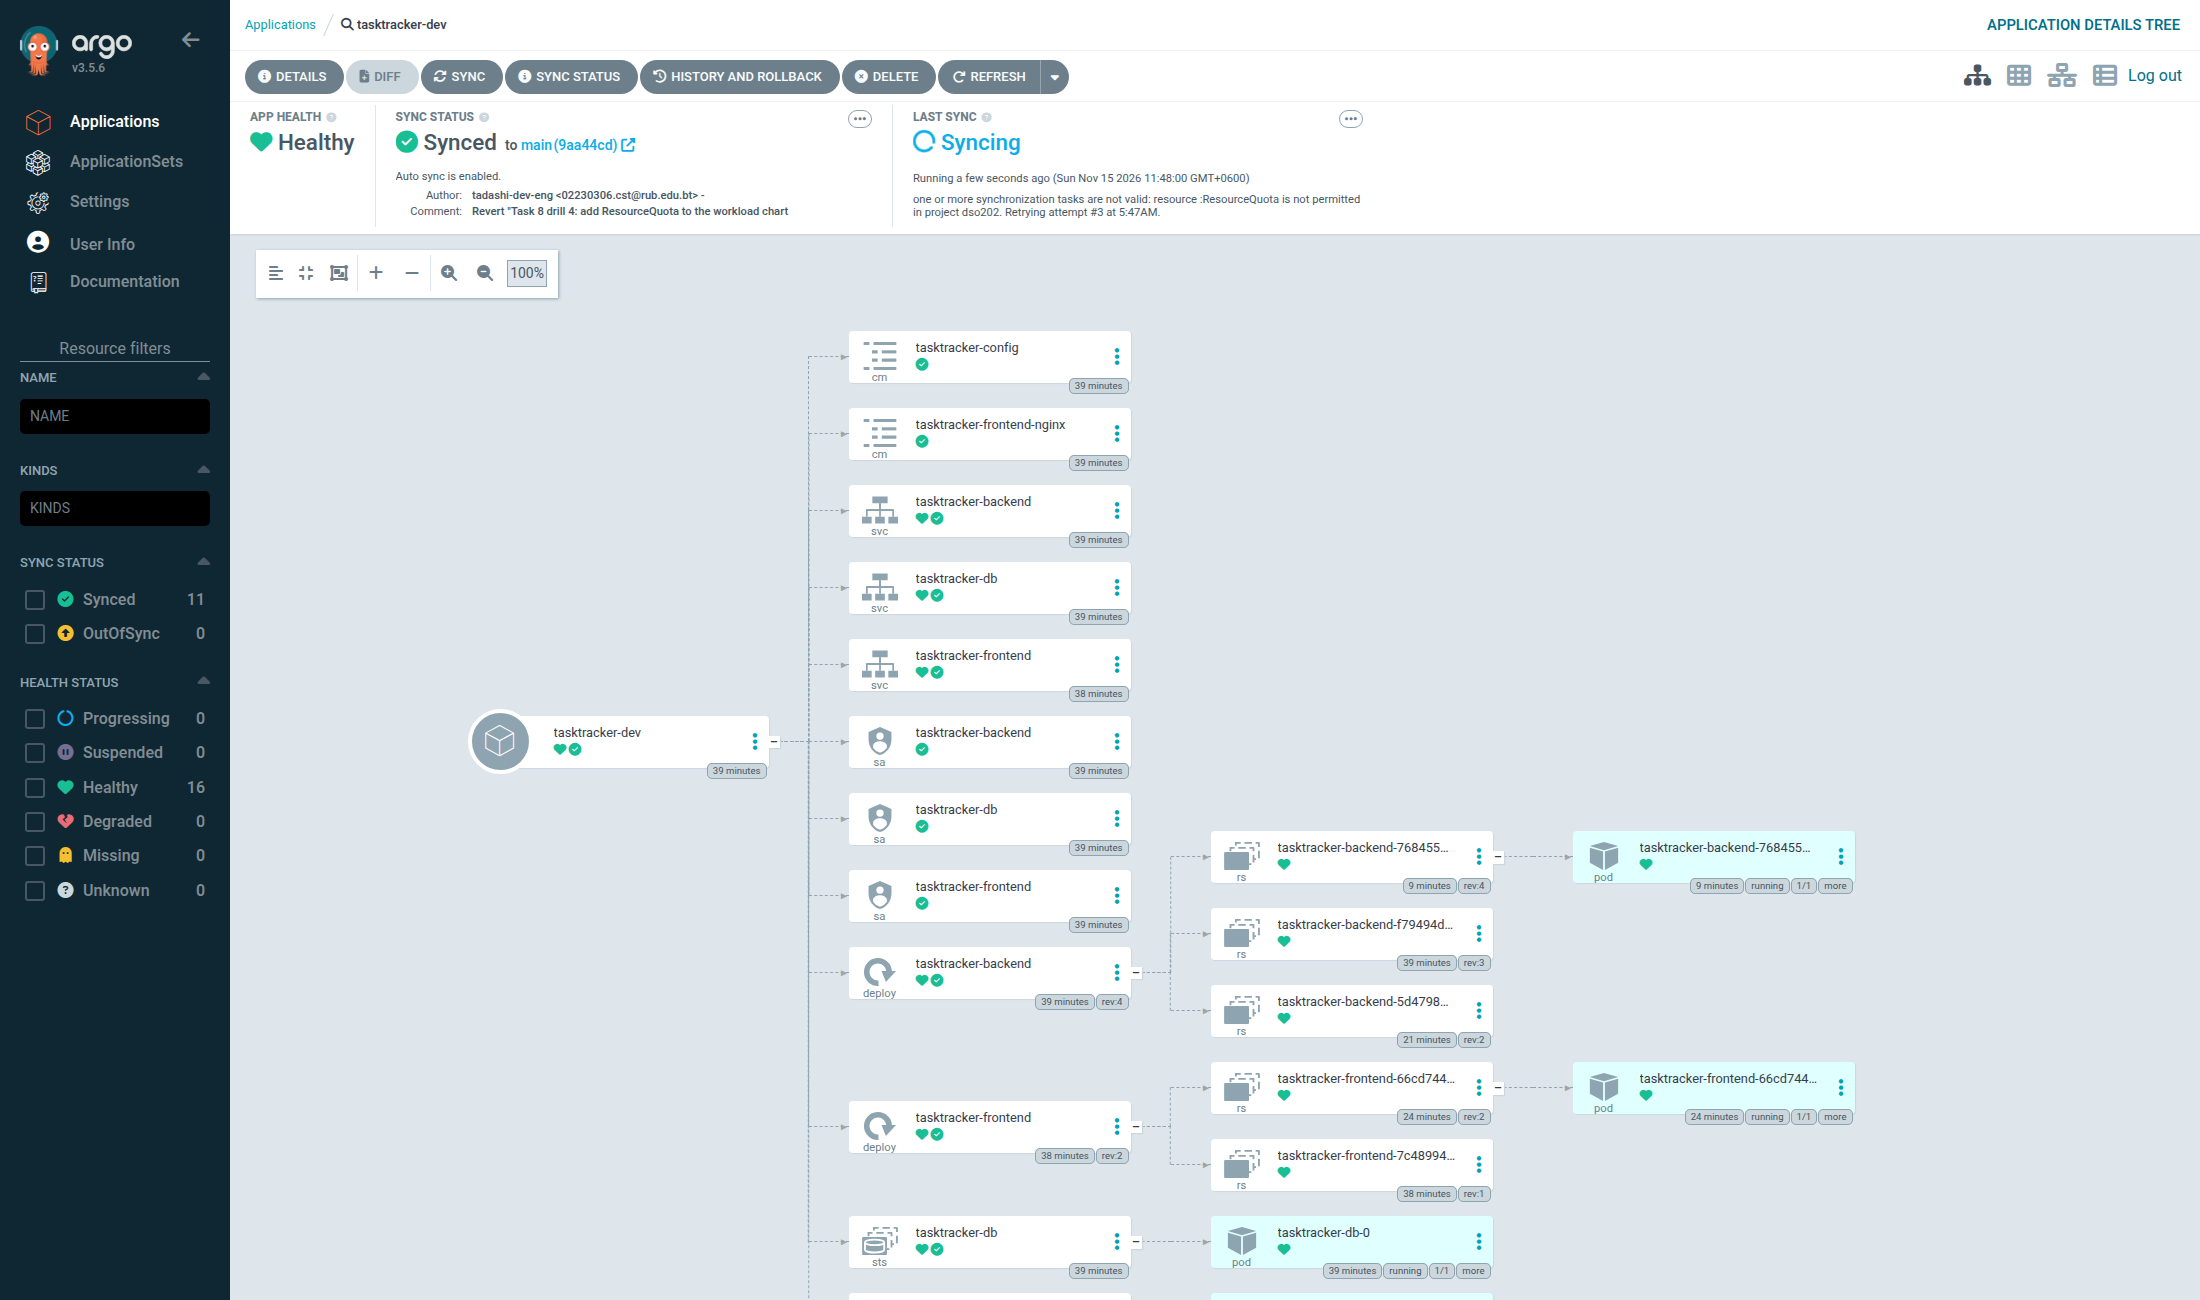 argo
v3.5.6
Applications
ApplicationSets
Settings
User Info
Documentation
Resource filters
NAME
NAME
KINDS
KINDS
SYNC STATUS
Synced 11
OutOfSync 0
HEALTH STATUS
Progressing 0
Suspended 0
Healthy 16
Degraded 0
Missing 0
Unknown 0
Applications / tasktracker-dev
APPLICATION DETAILS TREE
DETAILS DIFF SYNC SYNC STATUS HISTORY AND ROLLBACK DELETE REFRESH
Log out
APP HEALTH
Healthy
SYNC STATUS
Synced to main (9aa44cd)
Auto sync is enabled.
Author: tadashi-dev-eng <02230306.cst@rub.edu.bt> -
Comment: Revert "Task 8 drill 4: add ResourceQuota to the workload chart
LAST SYNC
Syncing
Running a few seconds ago (Sun Nov 15 2026 11:48:00 GMT+0600)
one or more synchronization tasks are not valid: resource :ResourceQuota is not permitted
in project dso202. Retrying attempt #3 at 5:47AM.
100%
tasktracker-dev
39 minutes
tasktracker-config
cm
39 minutes
tasktracker-frontend-nginx
cm
39 minutes
tasktracker-backend
svc
39 minutes
tasktracker-db
svc
39 minutes
tasktracker-frontend
svc
38 minutes
tasktracker-backend
sa
39 minutes
tasktracker-db
sa
39 minutes
tasktracker-frontend
sa
39 minutes
tasktracker-backend
deploy
39 minutes rev:4
tasktracker-backend-768455...
rs
9 minutes rev:4
tasktracker-backend-768455...
pod
9 minutes running 1/1 more
tasktracker-backend-f79494d...
rs
39 minutes rev:3
tasktracker-backend-5d4798...
rs
21 minutes rev:2
tasktracker-frontend
deploy
38 minutes rev:2
tasktracker-frontend-66cd744...
rs
24 minutes rev:2
tasktracker-frontend-66cd744...
pod
24 minutes running 1/1 more
tasktracker-frontend-7c48994...
rs
38 minutes rev:1
tasktracker-db
sts
39 minutes
tasktracker-db-0
pod
39 minutes running 1/1 more